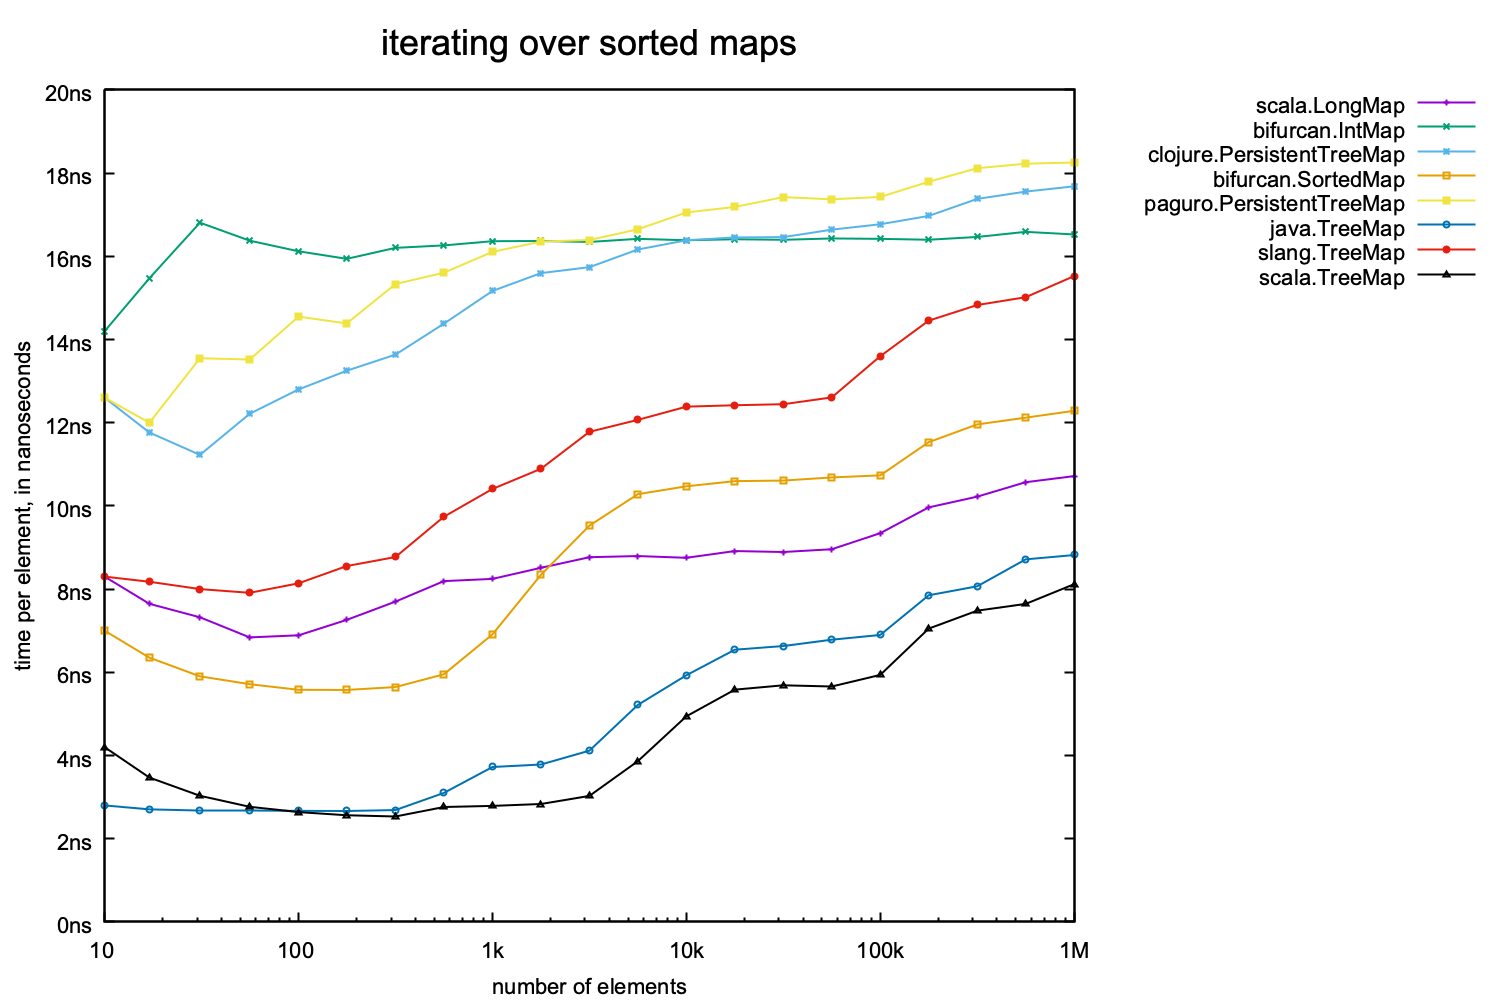 iterating over sorted maps
20ns
18ns
16ns
14ns
12ns
10ns
8ns
6ns
4ns
2ns
0ns
time per element, in nanoseconds
10
100
1k
10k
100k
1M
number of elements
scala.LongMap
bifurcan.IntMap
clojure.PersistentTreeMap
bifurcan.SortedMap
paguro.PersistentTreeMap
java.TreeMap
slang.TreeMap
scala.TreeMap